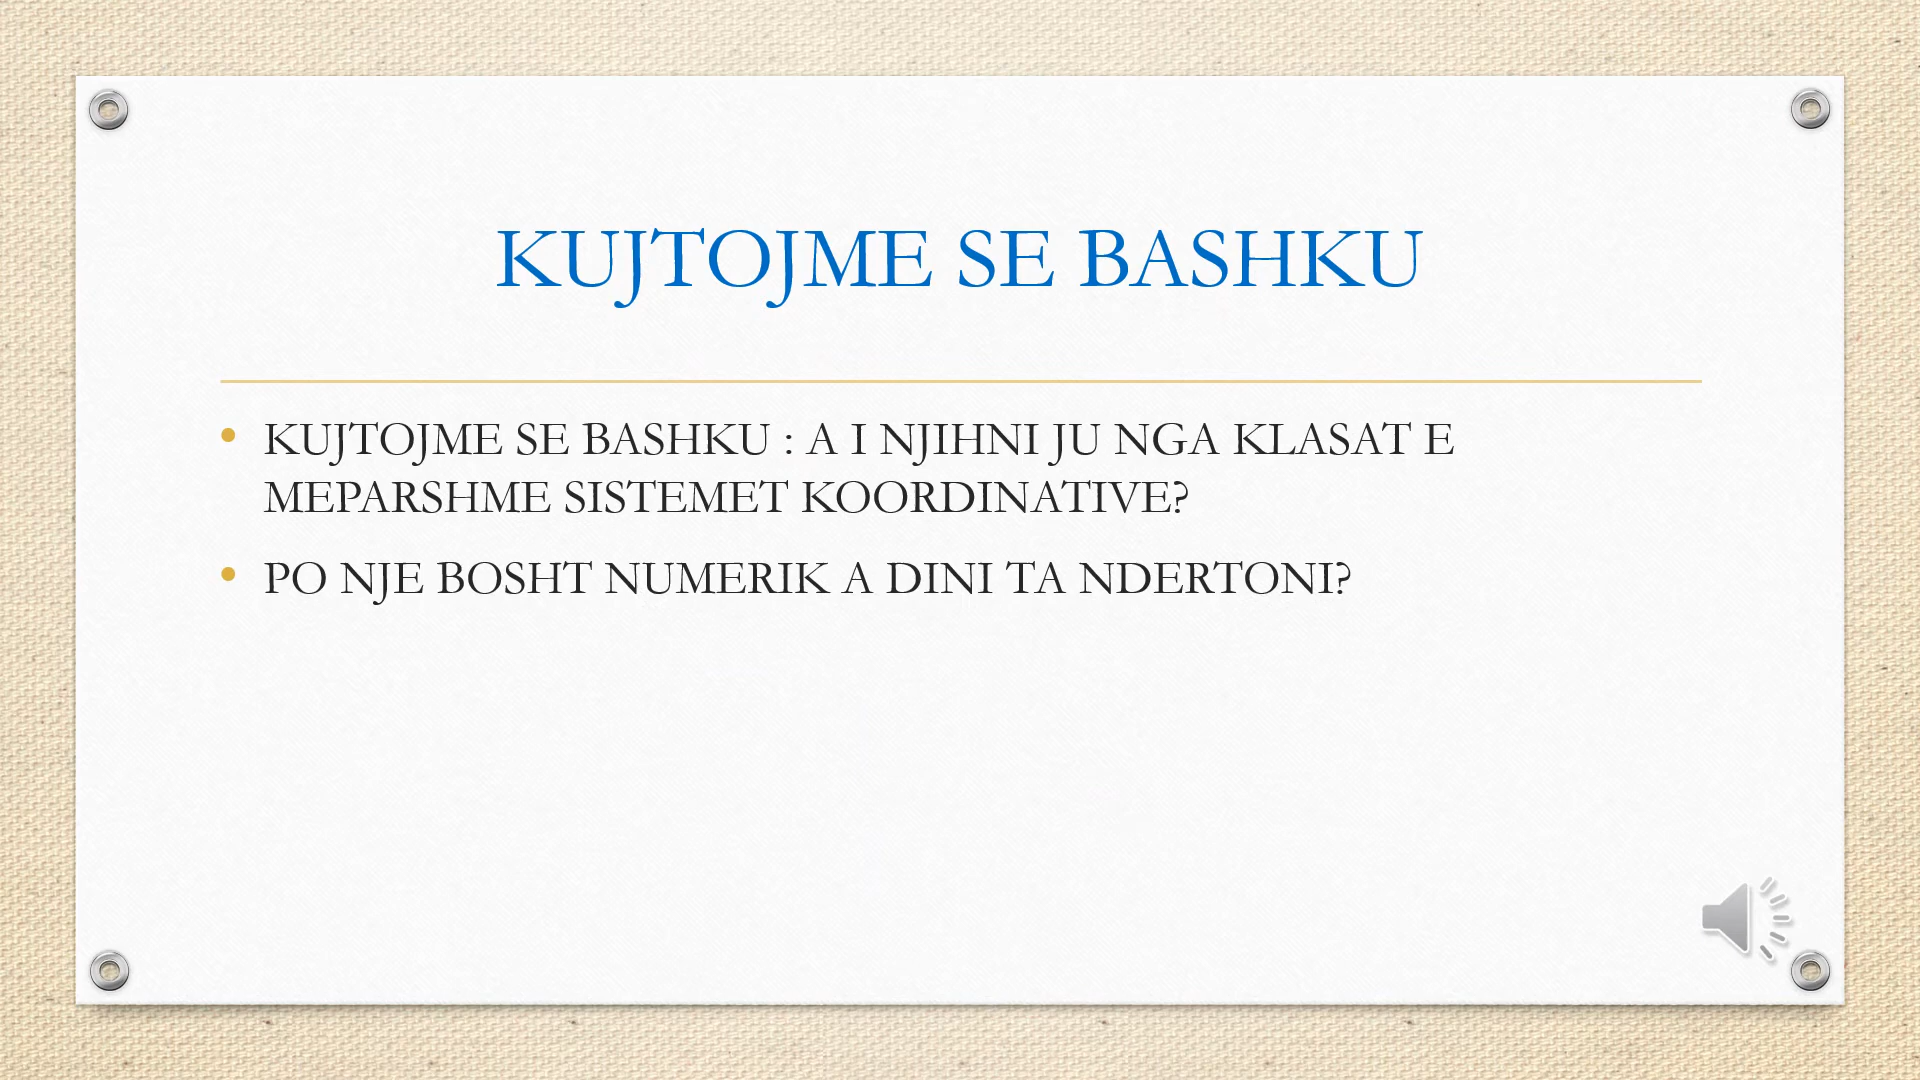 KUJTOJME SE BASHKU
• KUJTOJME SE BASHKU : A I NJIHNI JU NGA KLASAT E
MEPARSHME SISTEMET KOORDINATIVE?
• PO NJE BOSHT NUMERIK A DINI TA NDERTONI?